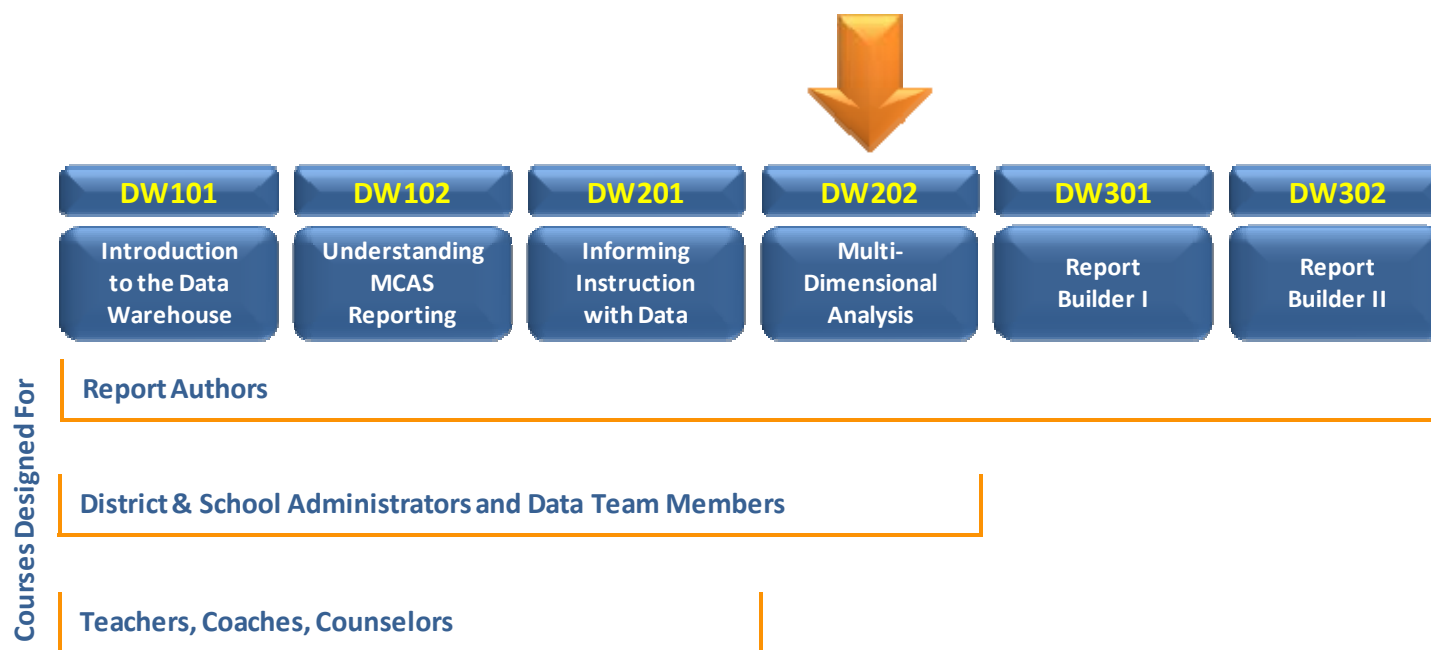 DW101
DW102
DW201
DW202
DW301
DW302
Introduction
to the Data
Warehouse
Understanding
MCAS
Reporting
Informing
Instruction
with Data
Multi-
Dimensional
Analysis
Report
Builder I
Report
Builder II
Courses Designed For
Report Authors
District & School Administrators and Data Team Members
Teachers, Coaches, Counselors